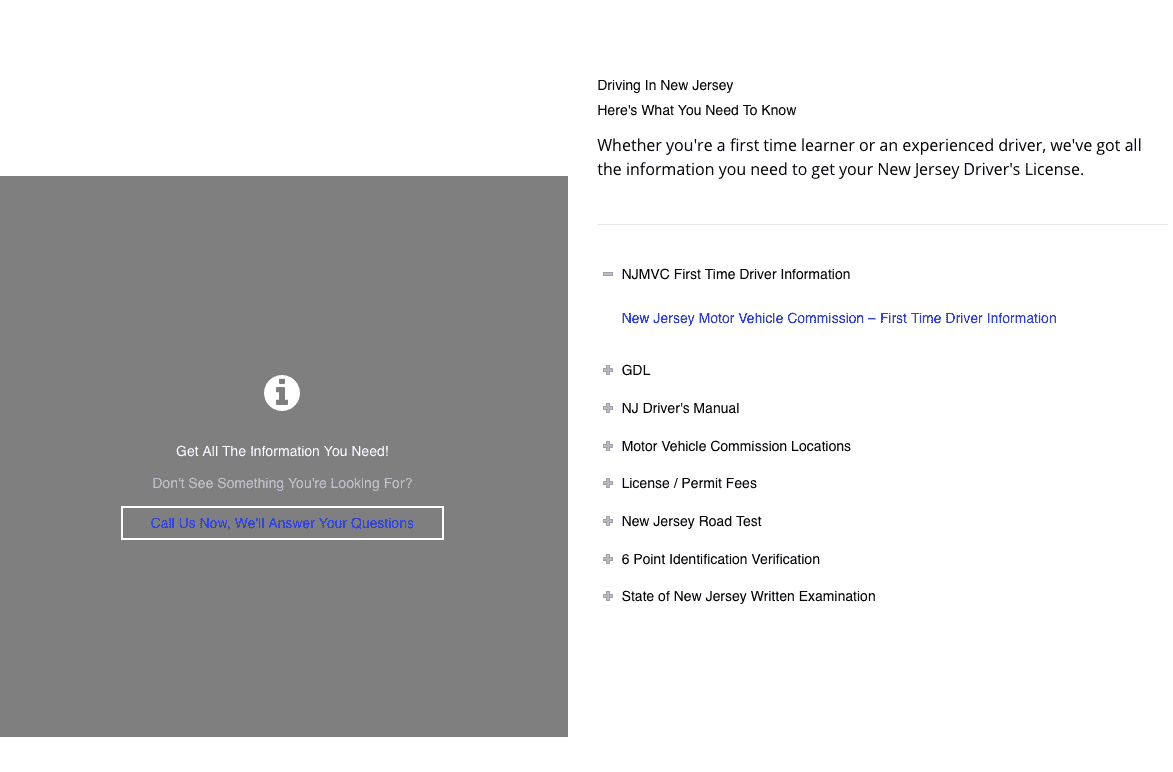 Driving In New Jersey
Here's What You Need To Know
Whether you're a first time learner or an experienced driver, we've got all
the information you need to get your New Jersey Driver's License.
NJMVC First Time Driver Information
New Jersey Motor Vehicle Commission – First Time Driver Information
GDL
NJ Driver's Manual
Motor Vehicle Commission Locations
License / Permit Fees
New Jersey Road Test
6 Point Identification Verification
State of New Jersey Written Examination
Get All The Information You Need!
Don't See Something You're Looking For?
Call Us Now, We'll Answer Your Questions